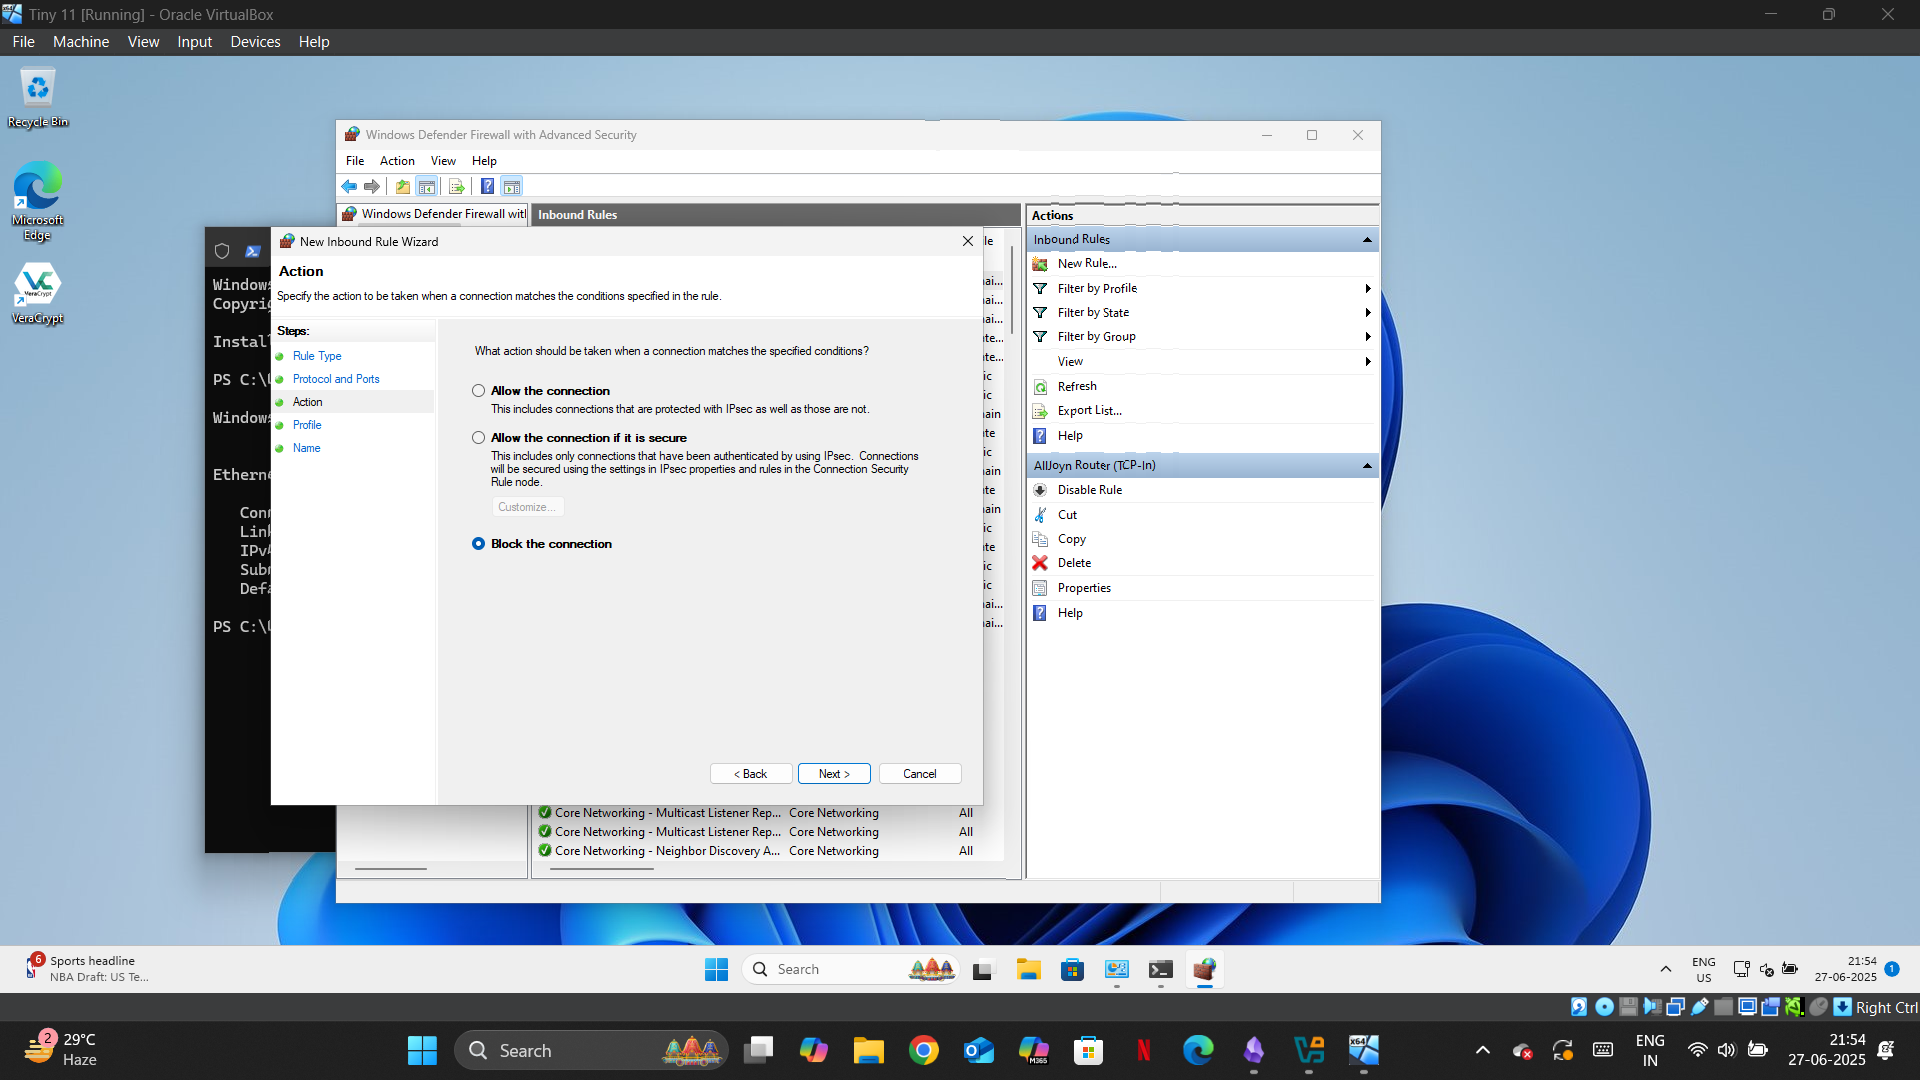 Tiny 11 [Running] - Oracle VirtualBox
File Machine View Input Devices Help
Recycle Bin
Microsoft
Edge
VeraCrypt
Windows Defender Firewall with Advanced Security
File Action View Help
Windows Defender Firewall wit
Inbound Rules
Actions
Inbound Rules
New Rule...
Filter by Profile
Filter by State
Filter by Group
View
Refresh
Export List...
Help
AllJoyn Router (TCP-In)
Disable Rule
Cut
Copy
Delete
Properties
Help
New Inbound Rule Wizard
Action
Specify the action to be taken when a connection matches the conditions specified in the rule.
Steps:
Rule Type
Protocol and Ports
Action
Profile
Name
What action should be taken when a connection matches the specified conditions?
Allow the connection
This includes connections that are protected with IPsec as well as those are not.
Allow the connection if it is secure
This includes only connections that have been authenticated by using IPsec. Connections
will be secured using the settings in IPsec properties and rules in the Connection Security
Rule node.
Customize...
Block the connection
< Back
Next >
Cancel
Core Networking - Multicast Listener Rep... Core Networking All
Core Networking - Multicast Listener Rep... Core Networking All
Core Networking - Neighbor Discovery A... Core Networking All
PS C:\
PS C:\
6
Sports headline
NBA Draft: US Te...
Search
ENG
US
21:54
27-06-2025
1
Right Ctrl
2
29°C
Haze
Search
M365
ENG
IN
21:54
27-06-2025